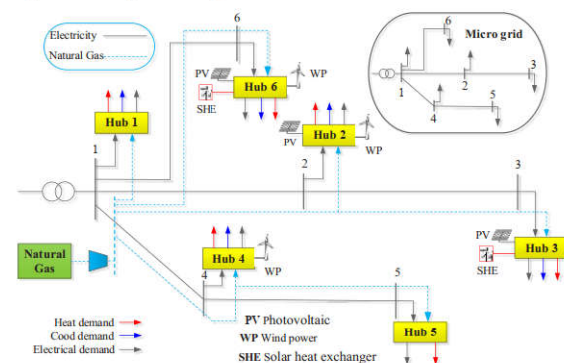 Electricity
Natural Gas
6
PV
Hub 6
WP
SHE
Micro grid
6
1
2
3
4
5
Hub 1
Hub 2
PV
WP
1
2
3
PV
Hub 3
SHE
Natural
Gas
Hub 4
WP
4
5
Hub 5
Heat demand
Cood demand
Electrical demand
PV Photovoltaic
WP Wind power
SHE Solar heat exchanger